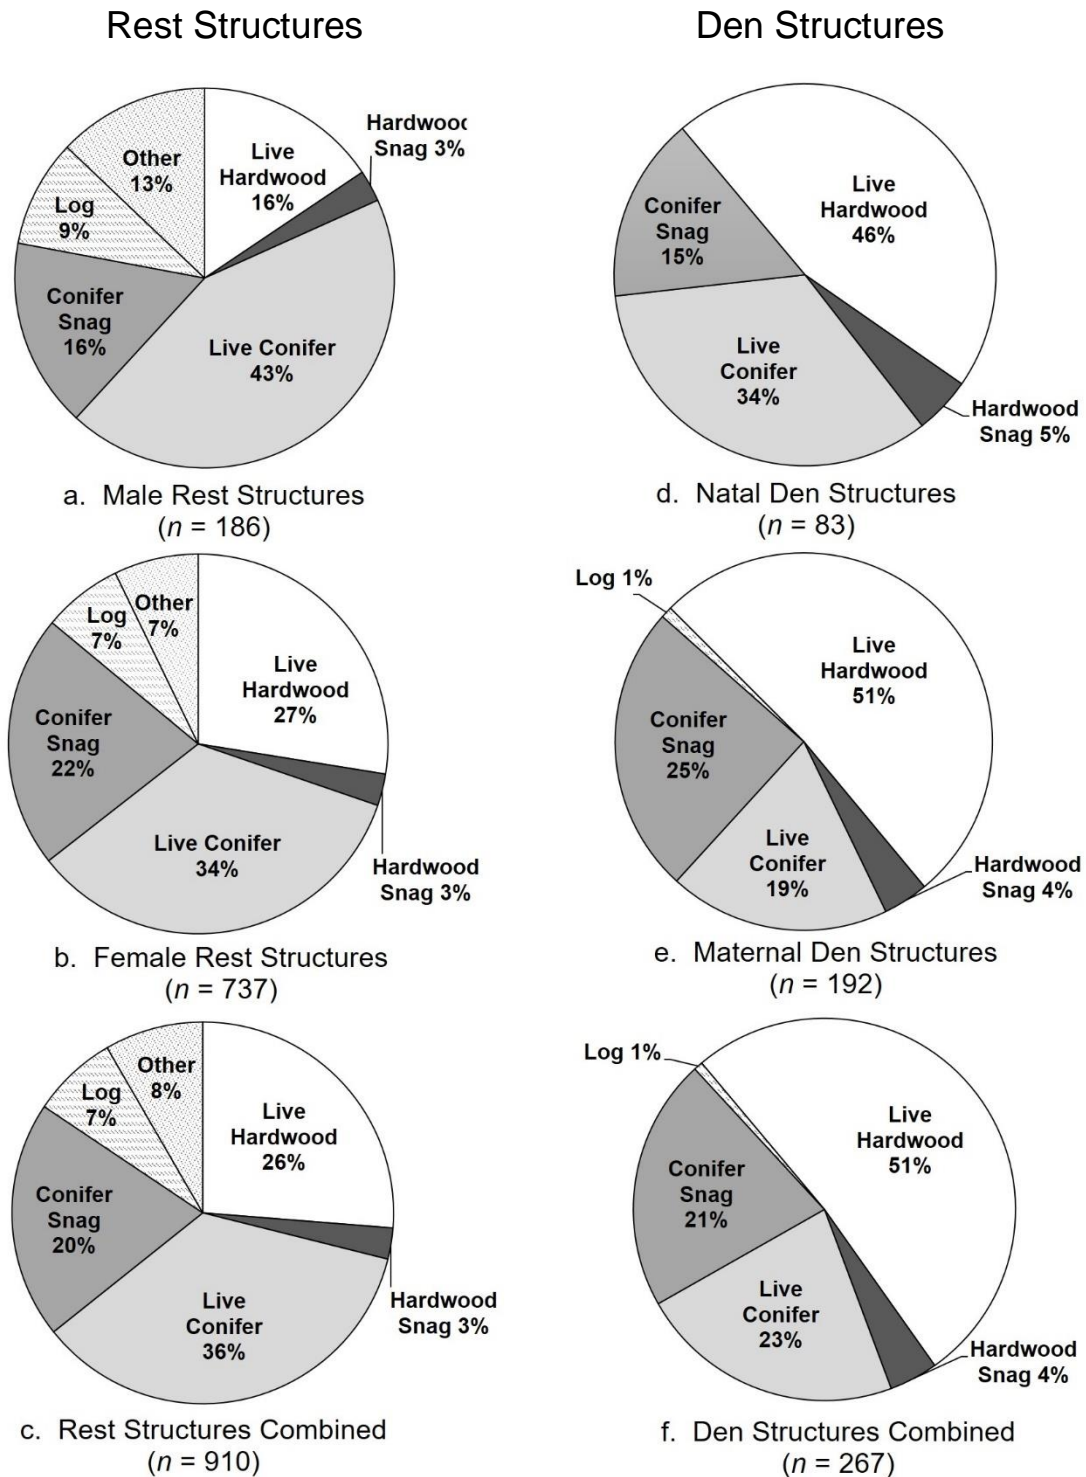 Rest Structures
Den Structures
Live
Hardwood
16%
Hardwood
Snag 3%
Live Conifer
43%
Conifer
Snag
16%
Log
9%
Other
13%
a. Male Rest Structures
(n = 186)
Live
Hardwood
46%
Hardwood
Snag 5%
Live
Conifer
34%
Conifer
Snag
15%
d. Natal Den Structures
(n = 83)
Live
Hardwood
27%
Hardwood
Snag 3%
Live Conifer
34%
Conifer
Snag
22%
Log
7%
Other
7%
b. Female Rest Structures
(n = 737)
Log 1%
Live
Hardwood
51%
Hardwood
Snag 4%
Live
Conifer
19%
Conifer
Snag
25%
e. Maternal Den Structures
(n = 192)
Live
Hardwood
26%
Hardwood
Snag 3%
Live
Conifer
36%
Conifer
Snag
20%
Log
7%
Other
8%
c. Rest Structures Combined
(n = 910)
Log 1%
Live
Hardwood
51%
Hardwood
Snag 4%
Live
Conifer
23%
Conifer
Snag
21%
f. Den Structures Combined
(n = 267)